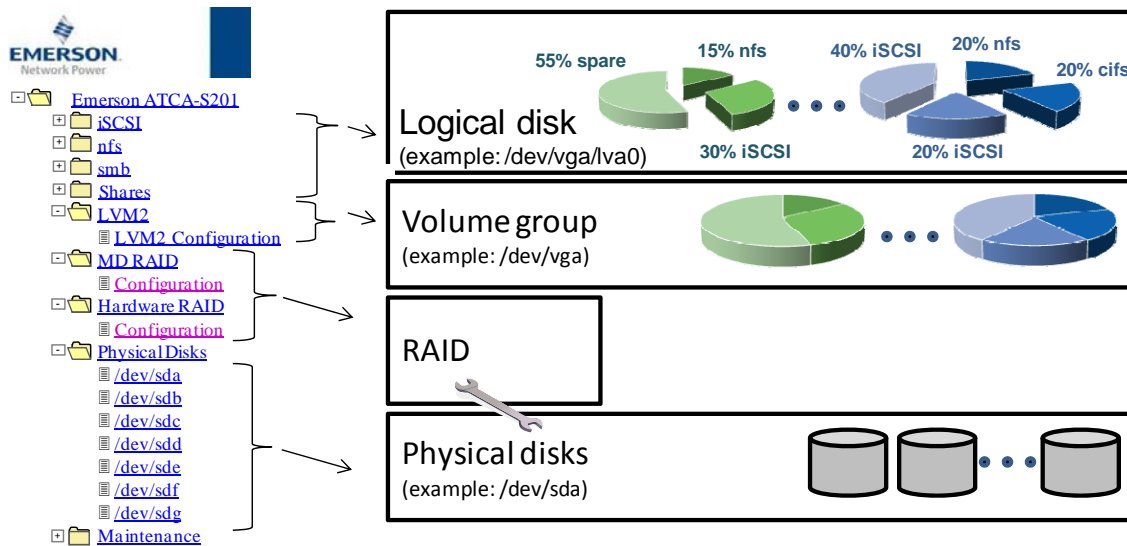 EMERSON.
Network Power
Emerson ATCA-S201
iSCSI
nfs
smb
Shares
LVM2
LVM2 Configuration
MD RAID
Configuration
Hardware RAID
Configuration
Physical Disks
/dev/sda
/dev/sdb
/dev/sdc
/dev/sdd
/dev/sde
/dev/sdf
/dev/sdg
Maintenance
55% spare
15% nfs
30% iSCSI
40% iSCSI
20% nfs
20% cifs
20% iSCSI
Logical disk
(example: /dev/vga/lva0)
Volume group
(example: /dev/vga)
RAID
Physical disks
(example: /dev/sda)